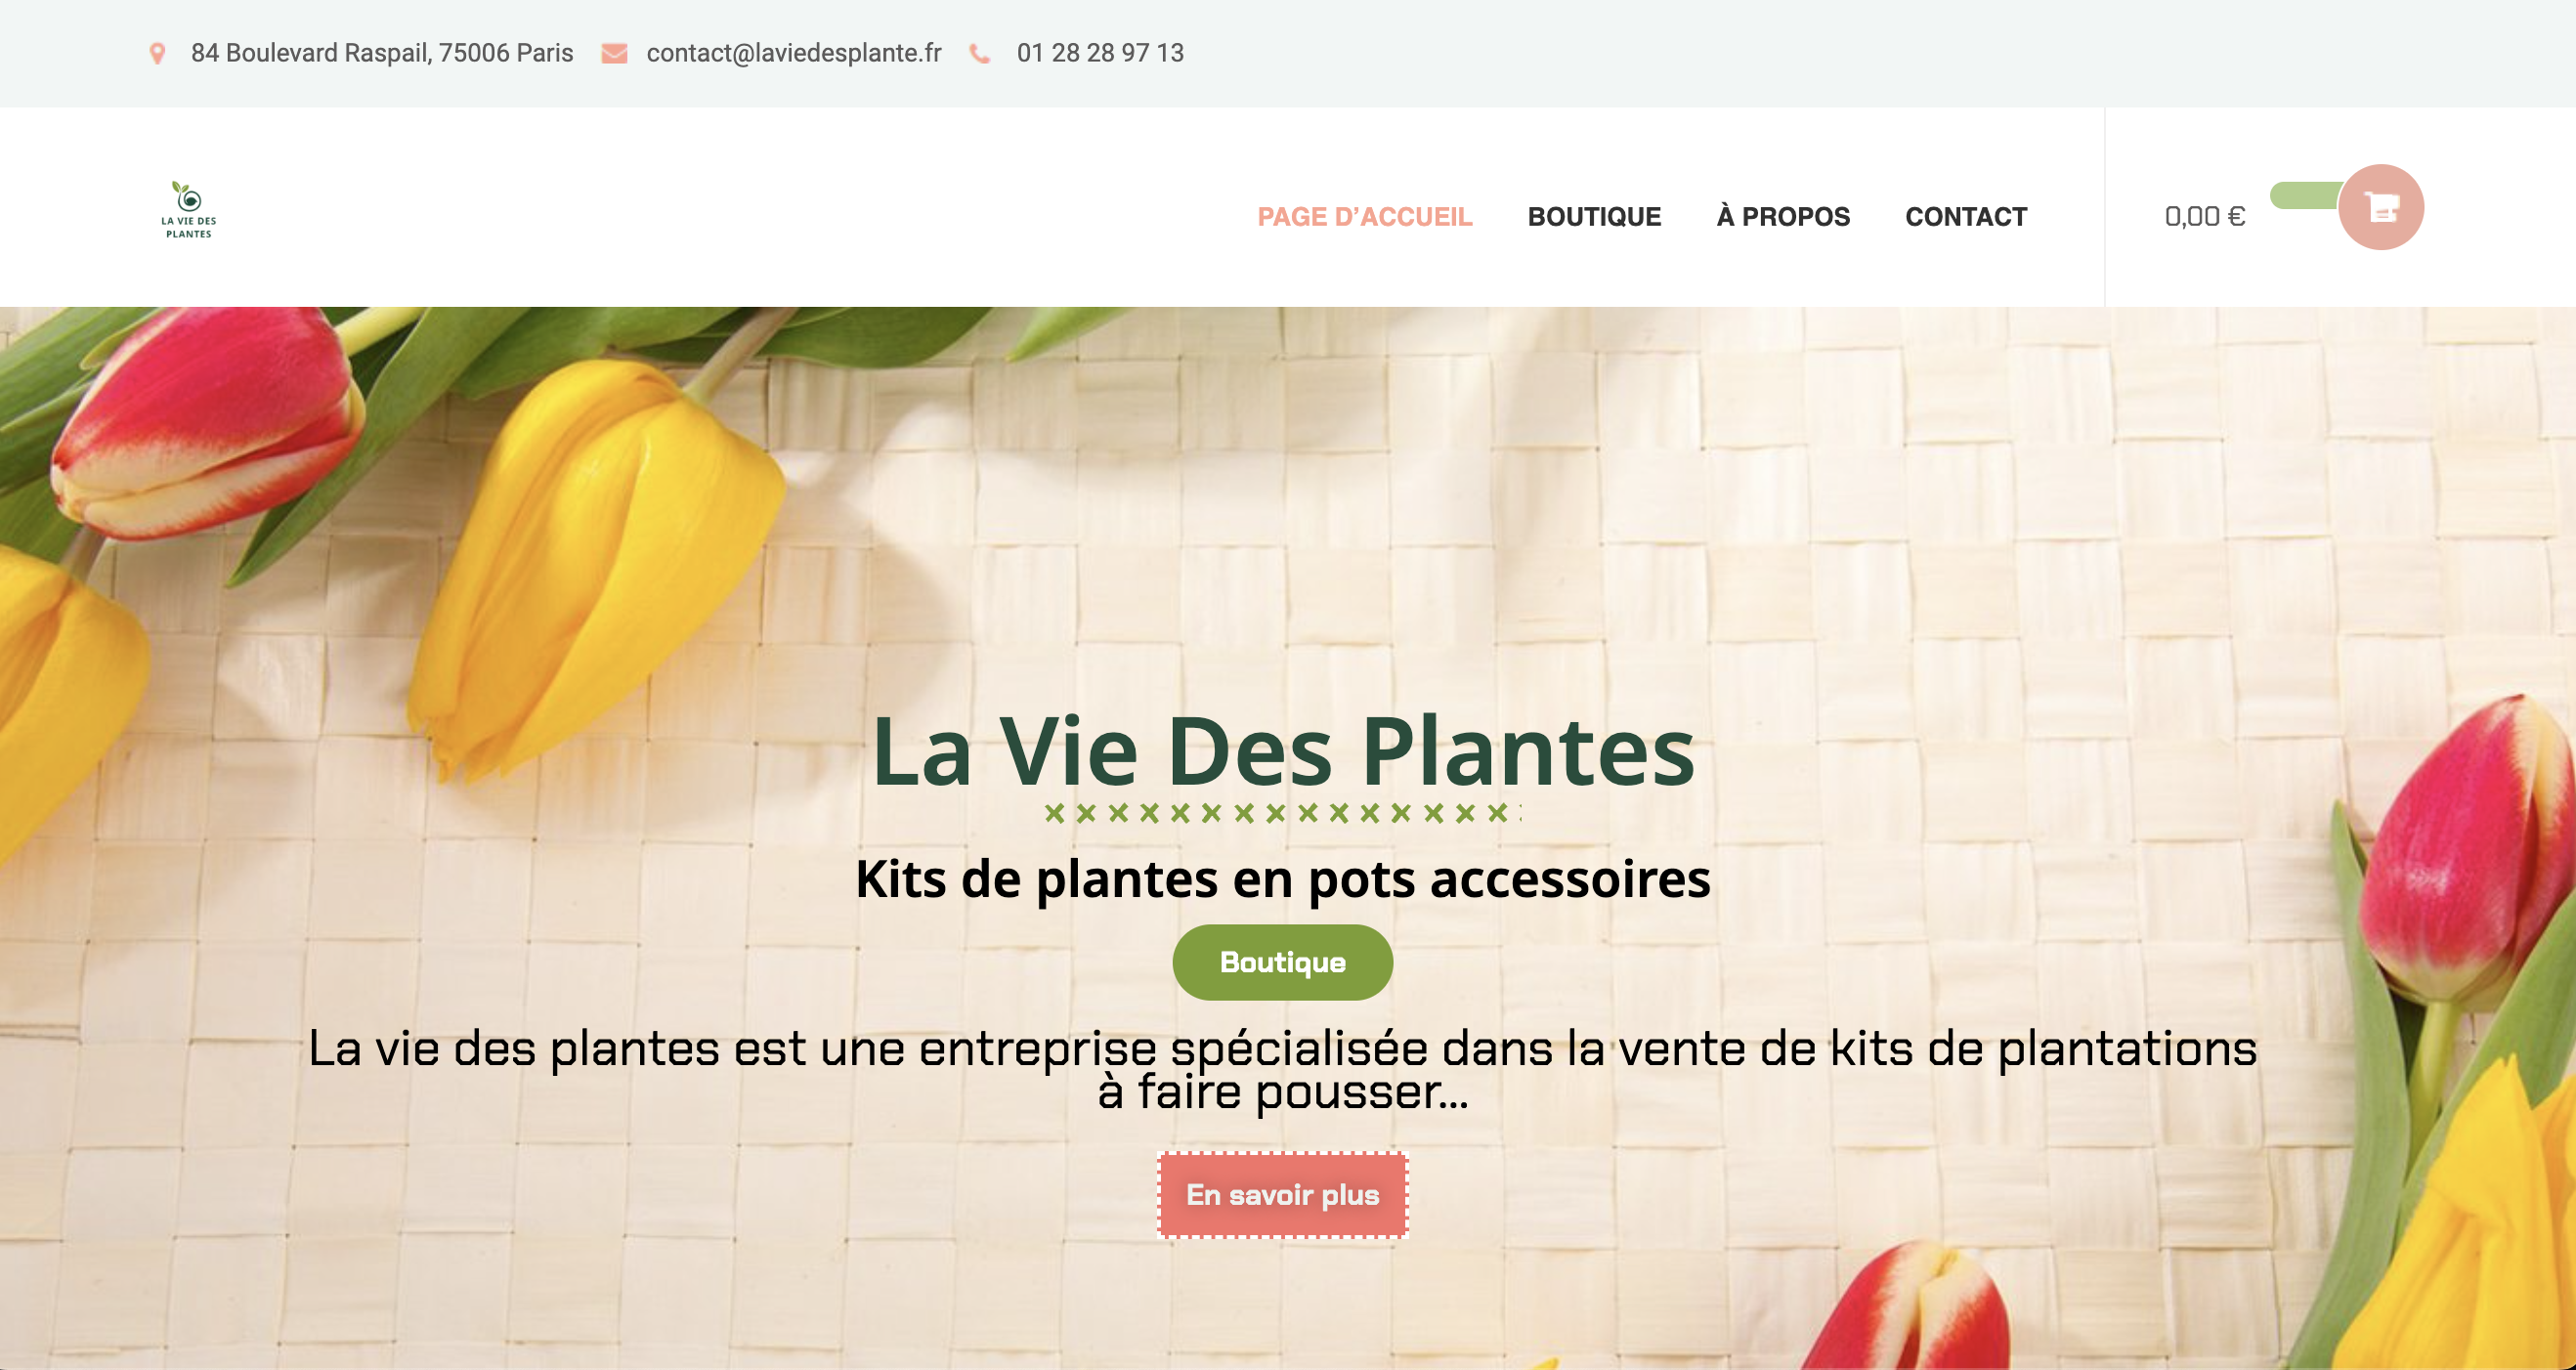 84 Boulevard Raspail, 75006 Paris contact@laviedesplante.fr 01 28 28 97 13
LA VIE DES
PLANTES
PAGE D’ACCUEIL BOUTIQUE À PROPOS CONTACT 0,00 €
La Vie Des Plantes
Kits de plantes en pots accessoires
Boutique
La vie des plantes est une entreprise spécialisée dans la vente de kits de plantations
à faire pousser...
En savoir plus